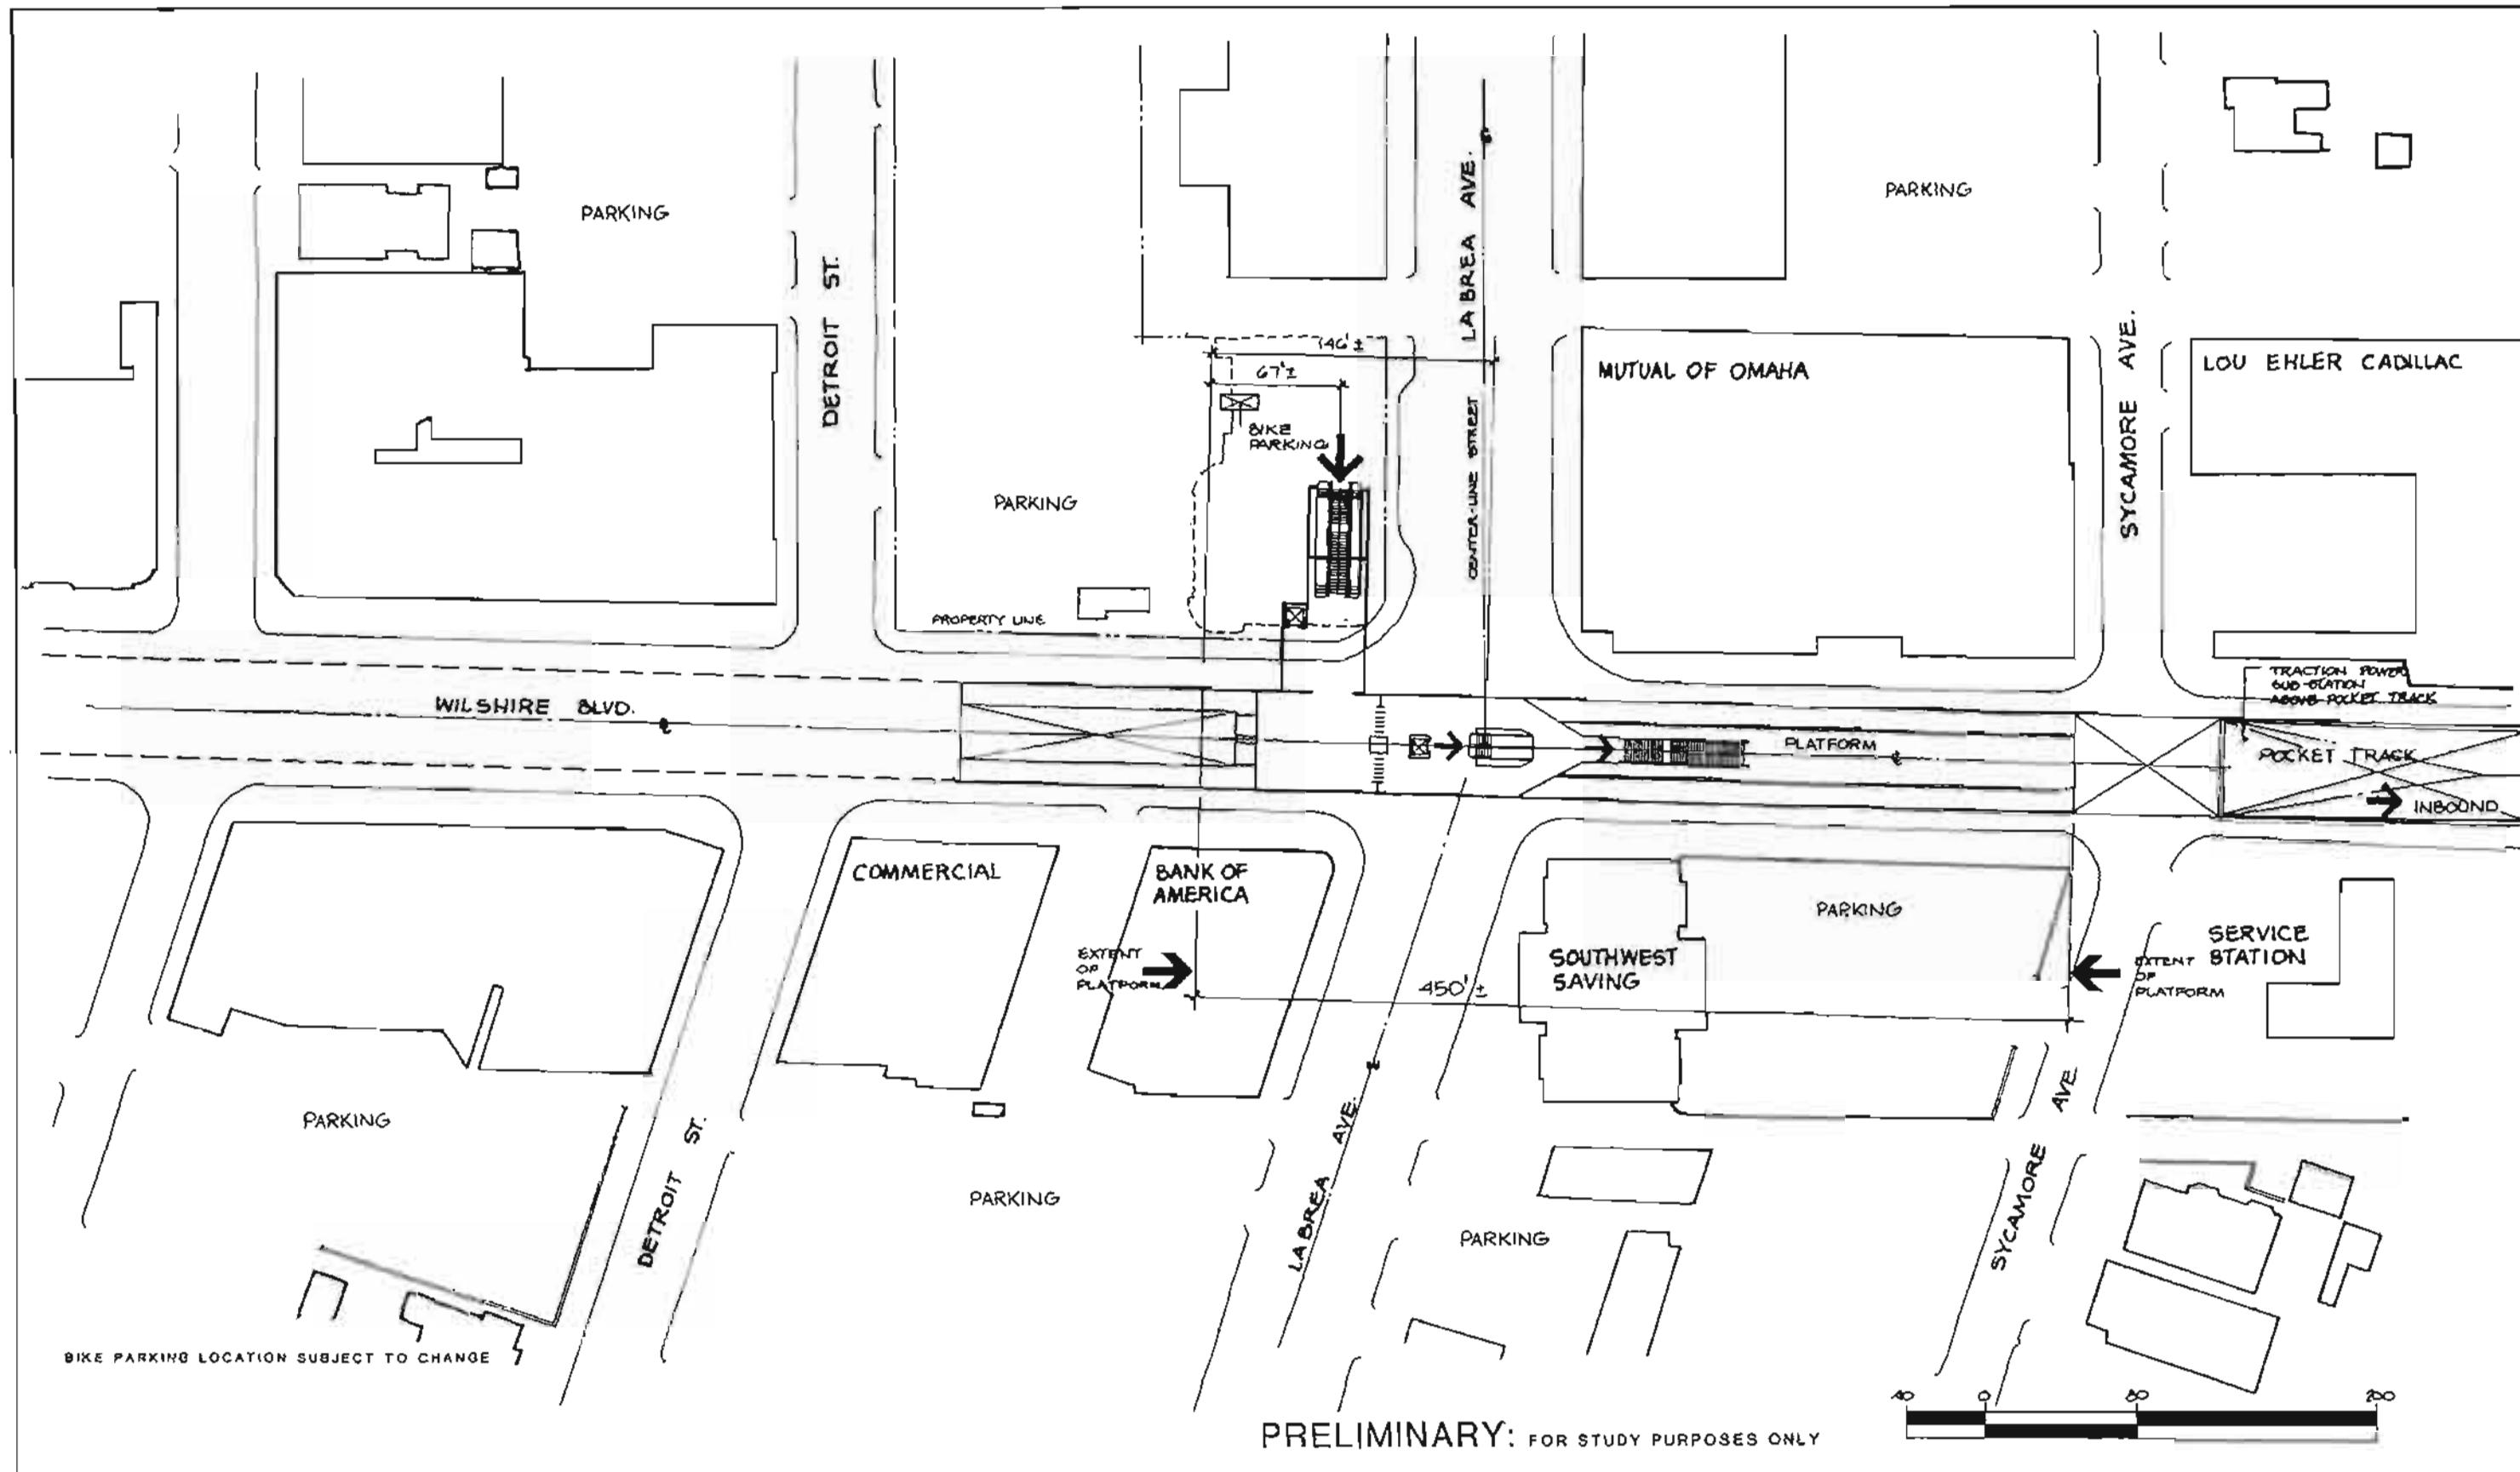 PARKING
PARKING
DETROIT ST.
LA BREA AVE.
SYCAMORE AVE.
146' ±
67' ±
BIKE
PARKING
CENTER-LINE STREET
MUTUAL OF OMAHA
LOU EHLER CADILLAC
PARKING
PROPERTY LINE
WILSHIRE BLVD.
PLATFORM
TRACTION POWER
SUB-STATION
ABOVE POCKET TRACK
POCKET TRACK
INBOUND
COMMERCIAL
BANK OF
AMERICA
EXTENT
OF
PLATFORM
450' ±
SOUTHWEST
SAVING
PARKING
SERVICE
STATION
EXTENT
OF
PLATFORM
PARKING
DETROIT ST.
PARKING
LA BREA AVE.
PARKING
SYCAMORE AVE
BIKE PARKING LOCATION SUBJECT TO CHANGE
40 0 80 200
PRELIMINARY: FOR STUDY PURPOSES ONLY